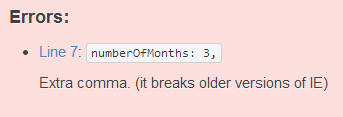 Errors:
Line 7: numberOfMonths: 3,
Extra comma. (it breaks older versions of IE)